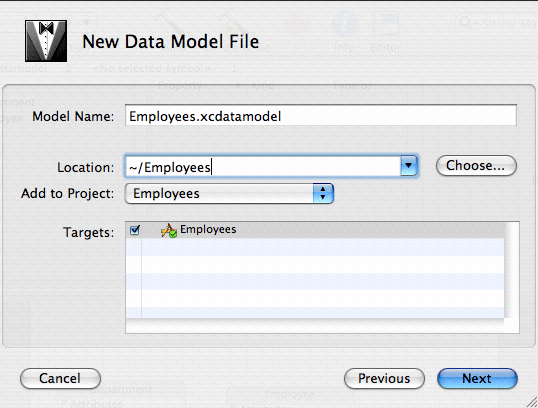 New Data Model File
Model Name: Employees.xcdatamodel
Location: ~/Employees Choose...
Add to Project: Employees
Targets: Employees
Cancel Previous Next